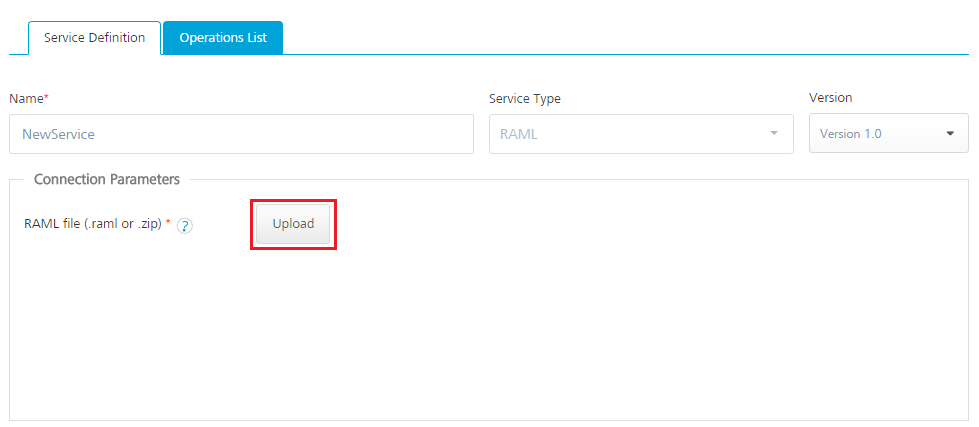 Service Definition Operations List
Name* Service Type Version
NewService RAML Version 1.0
Connection Parameters
RAML file (.raml or .zip) * ? Upload